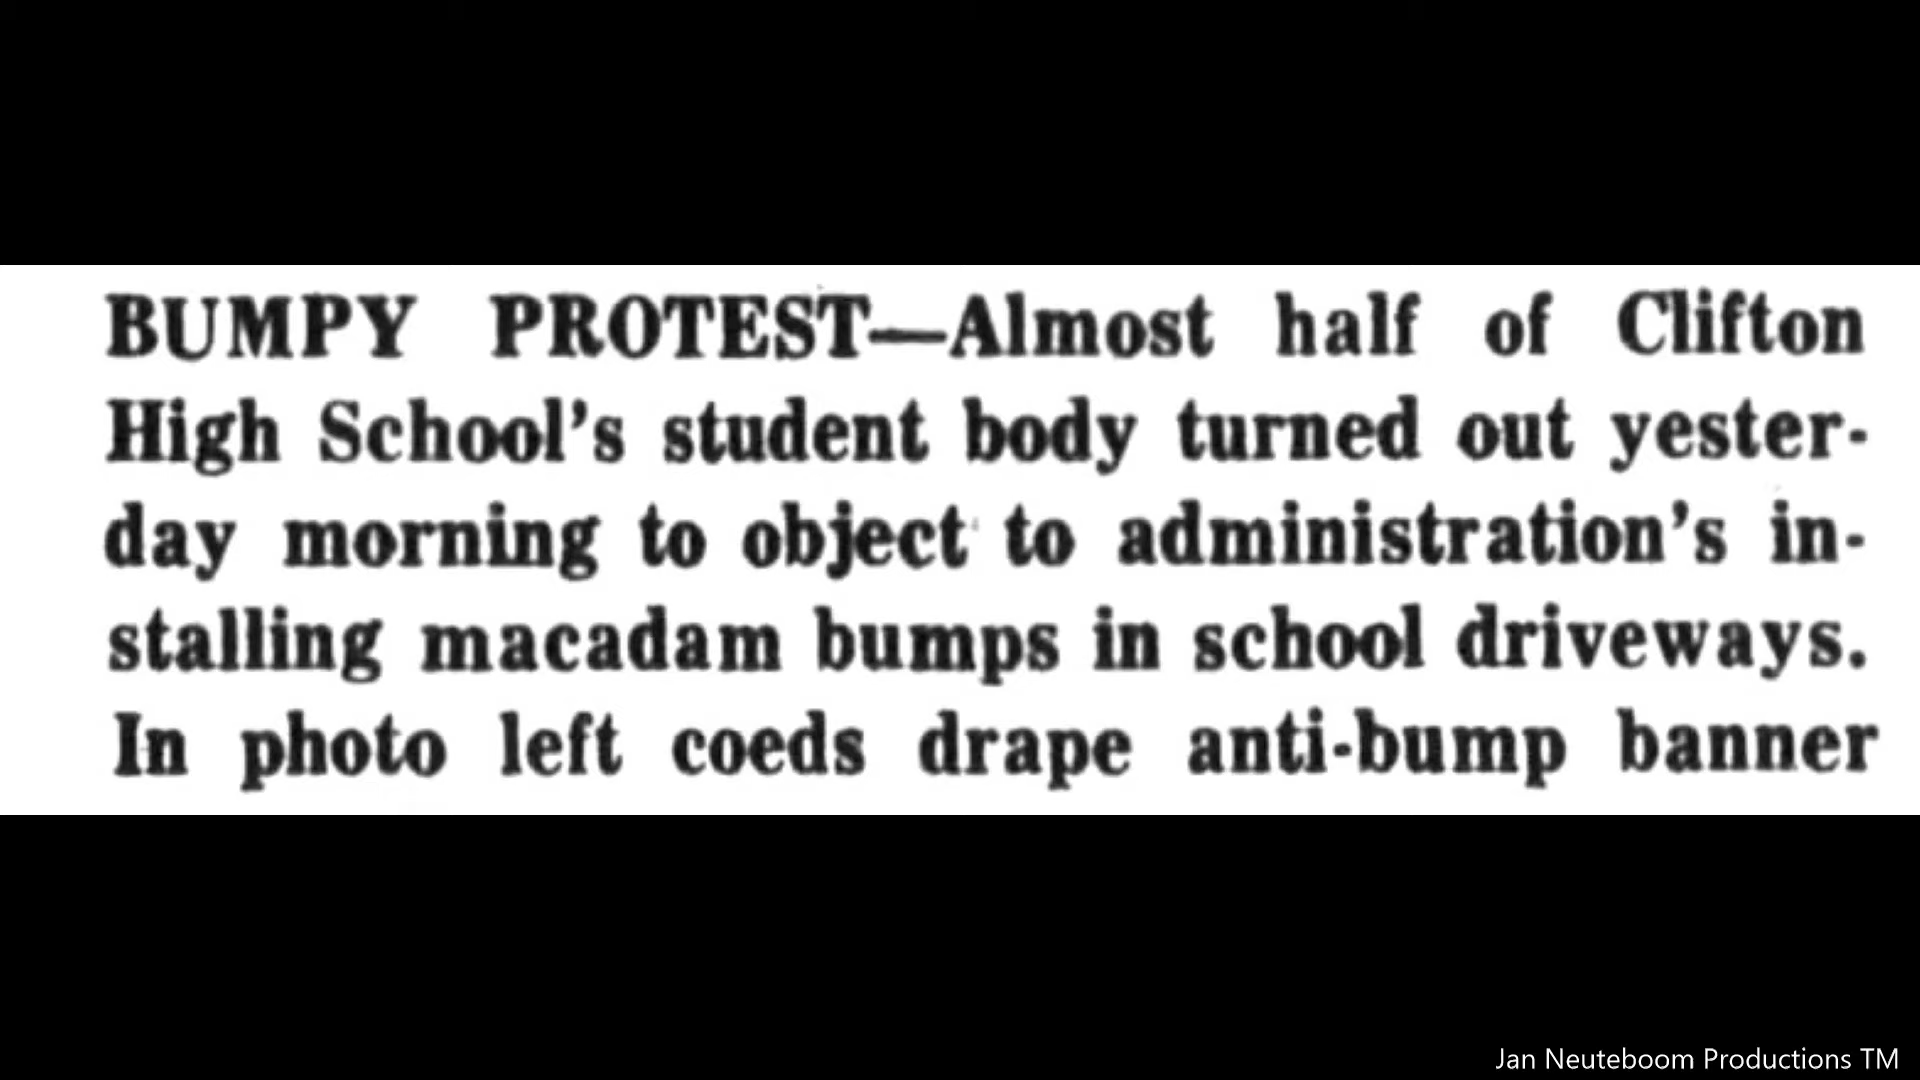 BUMPY PROTEST—Almost half of Clifton
High School's student body turned out yester-
day morning to object to administration's in-
stalling macadam bumps in school driveways.
In photo left coeds drape anti-bump banner
Jan Neuteboom Productions TM